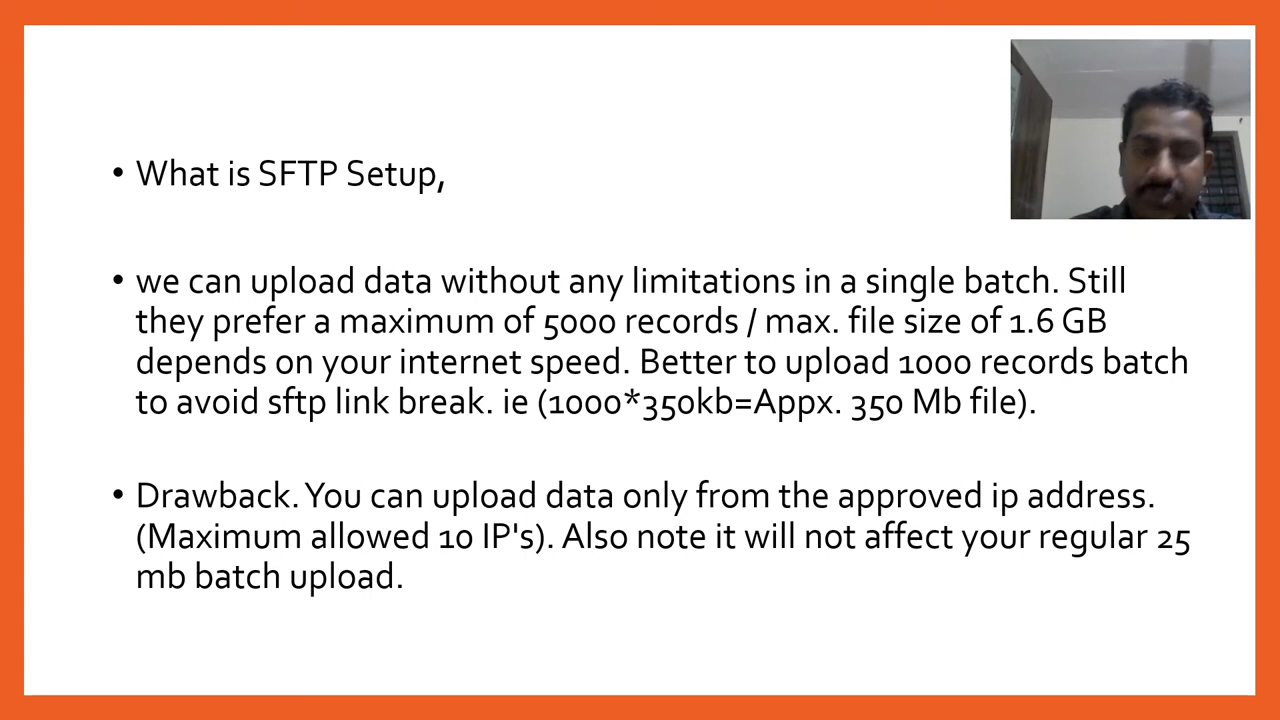 • What is SFTP Setup,
• we can upload data without any limitations in a single batch. Still
they prefer a maximum of 5000 records / max. file size of 1.6 GB
depends on your internet speed. Better to upload 1000 records batch
to avoid sftp link break. ie (1000*350kb=Appx. 350 Mb file).
• Drawback. You can upload data only from the approved ip address.
(Maximum allowed 10 IP's). Also note it will not affect your regular 25
mb batch upload.